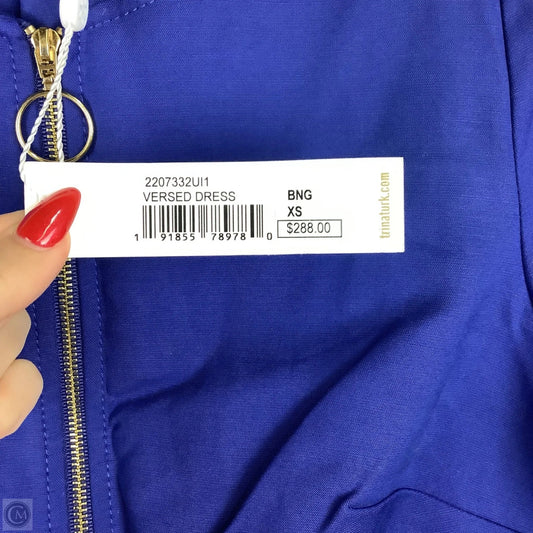 2207332UI1
VERSED DRESS
BNG
XS
$288.00
1 91855 78978 0
trinaturk.com
M